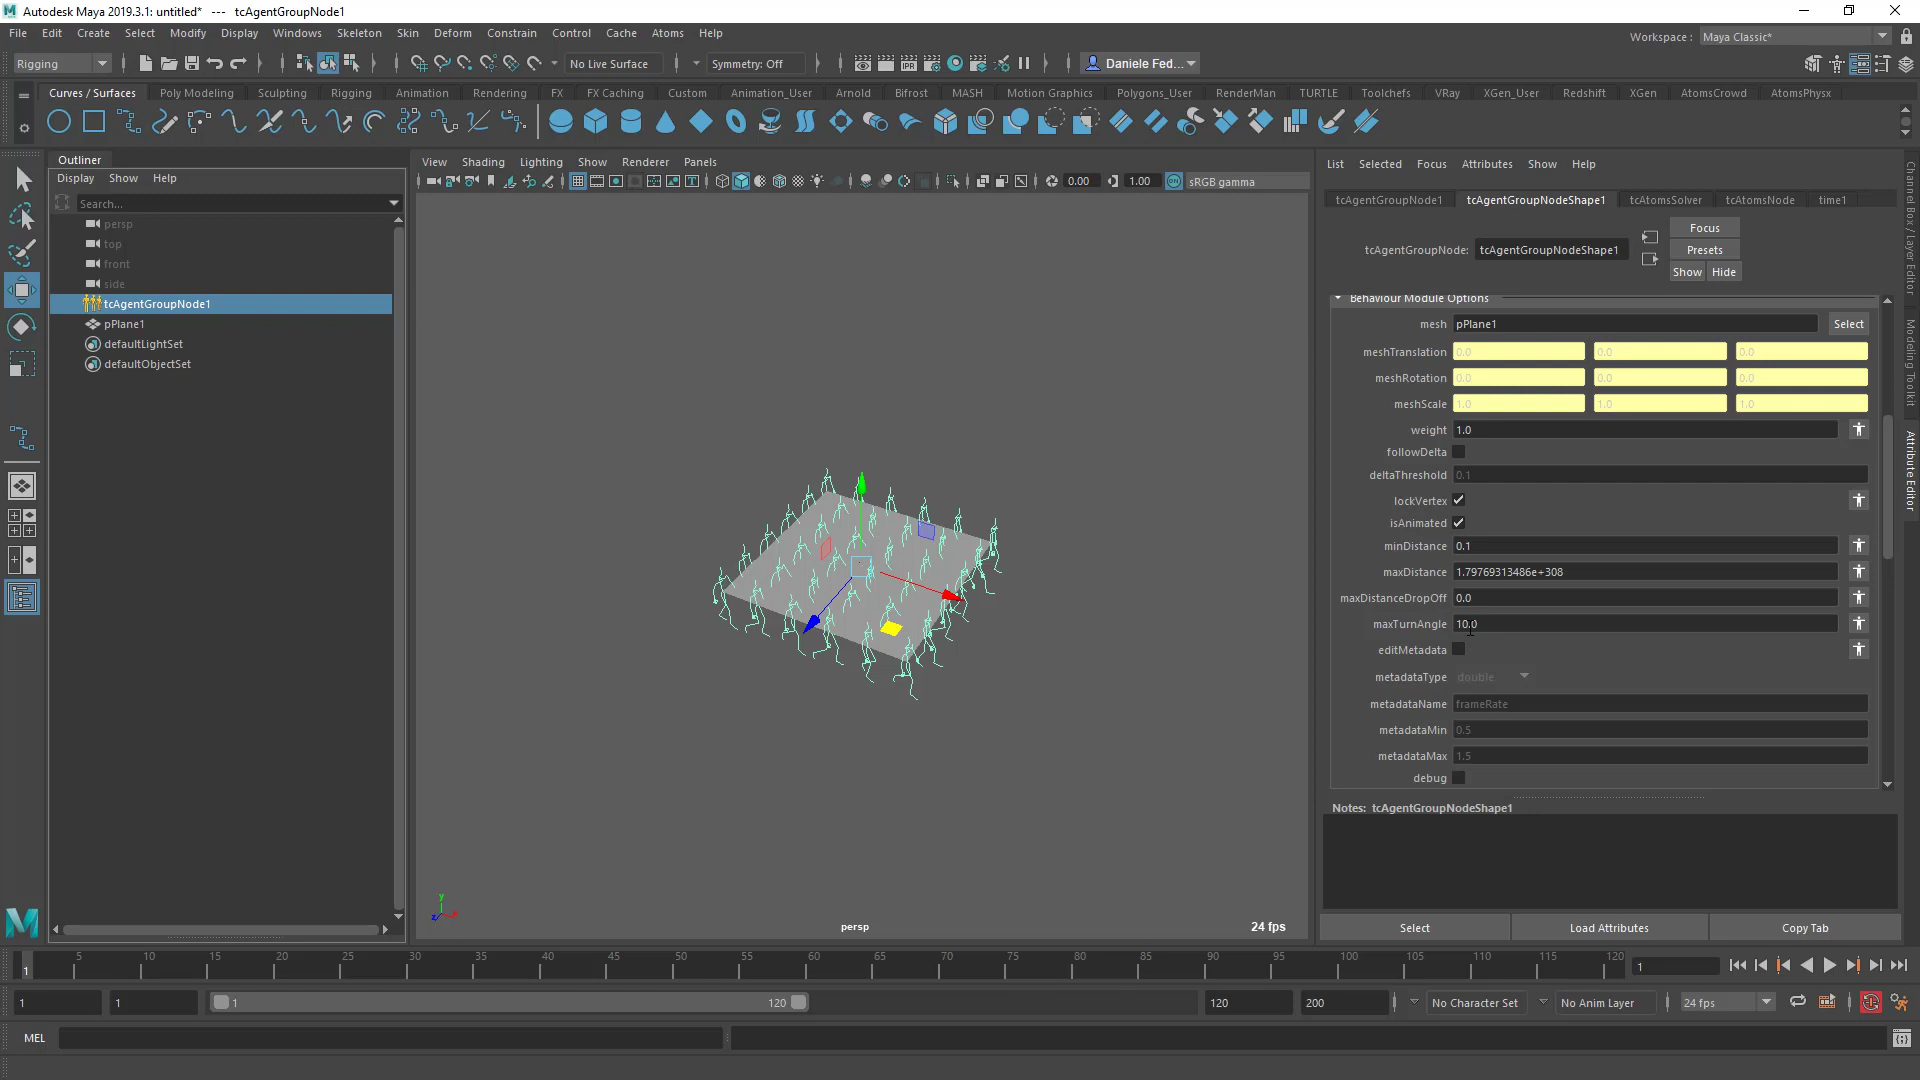 Autodesk Maya 2019.3.1: untitled* --- tcAgentGroupNode1
File Edit Create Select Modify Display Windows Skeleton Skin Deform Constrain Control Cache Atoms Help
Workspace : Maya Classic*
Rigging No Live Surface Symmetry: Off Daniele Fed...
Curves / Surfaces Poly Modeling Sculpting Rigging Animation Rendering FX FX Caching Custom Animation_User Arnold Bifrost MASH Motion Graphics Polygons_User RenderMan TURTLE Toolchefs VRay XGen_User Redshift XGen AtomsCrowd AtomsPhysx
Outliner
Display Show Help
Search...
persp
top
front
side
tcAgentGroupNode1
pPlane1
defaultLightSet
defaultObjectSet
View Shading Lighting Show Renderer Panels
0.00 1.00 ON sRGB gamma
persp
24 fps
y
z
List Selected Focus Attributes Show Help
tcAgentGroupNode1 tcAgentGroupNodeShape1 tcAtomsSolver tcAtomsNode time1
tcAgentGroupNode: tcAgentGroupNodeShape1
Focus
Presets
Show Hide
Behaviour Module Options
mesh pPlane1 Select
meshTranslation 0.0 0.0 0.0
meshRotation 0.0 0.0 0.0
meshScale 1.0 1.0 1.0
weight 1.0
followDelta
deltaThreshold 0.1
lockVertex
isAnimated
minDistance 0.1
maxDistance 1.79769313486e+308
maxDistanceDropOff 0.0
maxTurnAngle 10.0
editMetadata
metadataType double
metadataName frameRate
metadataMin 0.5
metadataMax 1.5
debug
Notes: tcAgentGroupNodeShape1
Select Load Attributes Copy Tab
Channel Box / Layer Editor
Modeling Toolkit
Attribute Editor
1 5 10 15 20 25 30 35 40 45 50 55 60 65 70 75 80 85 90 95 100 105 110 115 120 1
1 1 1 120 120 200 No Character Set No Anim Layer 24 fps
MEL